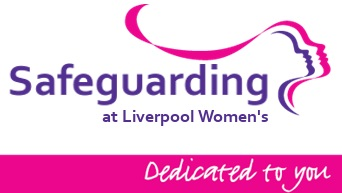 Safeguarding
at Liverpool Women's
Dedicated to you